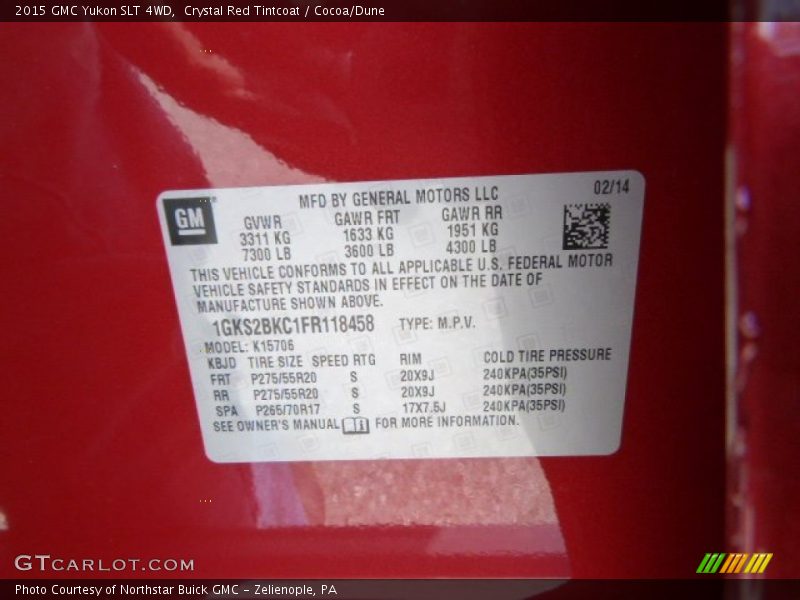 2015 GMC Yukon SLT 4WD,  Crystal Red Tintcoat / Cocoa/Dune
02/14
MFD BY GENERAL MOTORS LLC
GM
GVWR GAWR FRT GAWR RR
3311 KG 1633 KG 1951 KG
7300 LB 3600 LB 4300 LB
THIS VEHICLE CONFORMS TO ALL APPLICABLE U.S. FEDERAL MOTOR
VEHICLE SAFETY STANDARDS IN EFFECT ON THE DATE OF
MANUFACTURE SHOWN ABOVE.
1GKS2BKC1FR118458 TYPE: M.P.V.
MODEL: K15706
KBJD TIRE SIZE SPEED RTG RIM COLD TIRE PRESSURE
FRT P275/55R20 S 20X9J 240KPA(35PSI)
RR P275/55R20 S 20X9J 240KPA(35PSI)
SPA P265/70R17 S 17X7.5J 240KPA(35PSI)
SEE OWNER'S MANUAL FOR MORE INFORMATION.
GTCARLOT.COM
Photo Courtesy of Northstar Buick GMC - Zelienople, PA